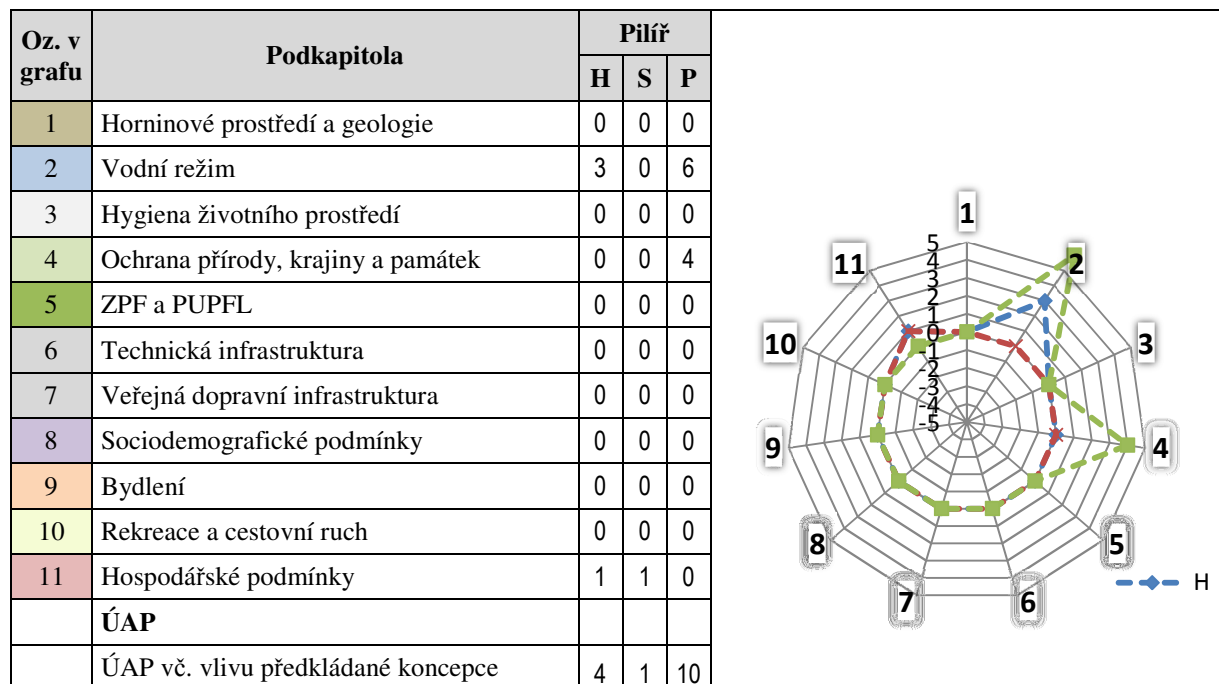 Oz. v grafu Podkapitola Pilíř
H S P
1 Horninové prostředí a geologie 0 0 0
2 Vodní režim 3 0 6
3 Hygiena životního prostředí 0 0 0
4 Ochrana přírody, krajiny a památek 0 0 4
5 ZPF a PUPFL 0 0 0
6 Technická infrastruktura 0 0 0
7 Veřejná dopravní infrastruktura 0 0 0
8 Sociodemografické podmínky 0 0 0
9 Bydlení 0 0 0
10 Rekreace a cestovní ruch 0 0 0
11 Hospodářské podmínky 1 1 0
ÚAP
ÚAP vč. vlivu předkládané koncepce 4 1 10
1
2
3
4
5
6
7
8
9
10
11
5
4
3
2
1
0
-1
-2
-3
-4
-5
H